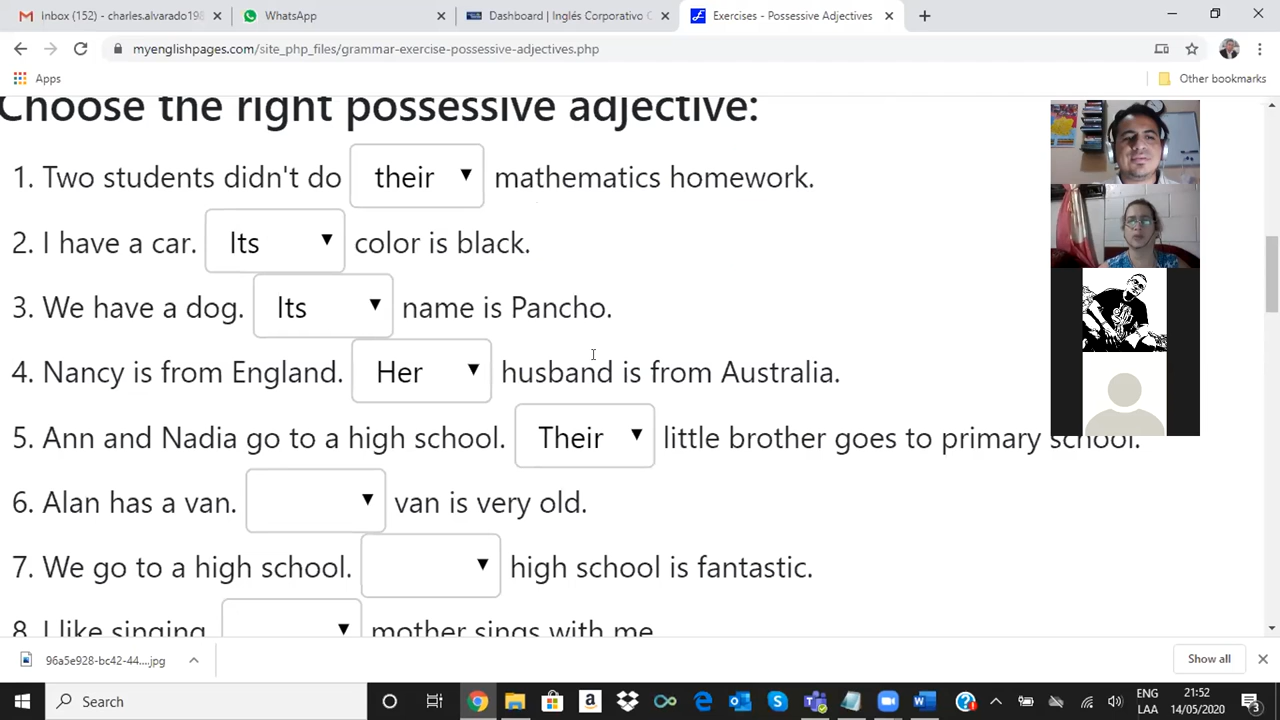 Inbox (152) - charles.alvarado198
WhatsApp
Dashboard | Inglés Corporativo C
Exercises - Possessive Adjectives
myenglishpages.com/site_php_files/grammar-exercise-possessive-adjectives.php
Apps
Other bookmarks
Choose the right possessive adjective:
1. Two students didn't do their mathematics homework.
2. I have a car. Its color is black.
3. We have a dog. Its name is Pancho.
4. Nancy is from England. Her husband is from Australia.
5. Ann and Nadia go to a high school. Their little brother goes to primary school.
6. Alan has a van. van is very old.
7. We go to a high school. high school is fantastic.
8. I like singing. mother sings with me.
96a5e928-bc42-44....jpg
Show all
Search
ENG
LAA
21:52
14/05/2020
3